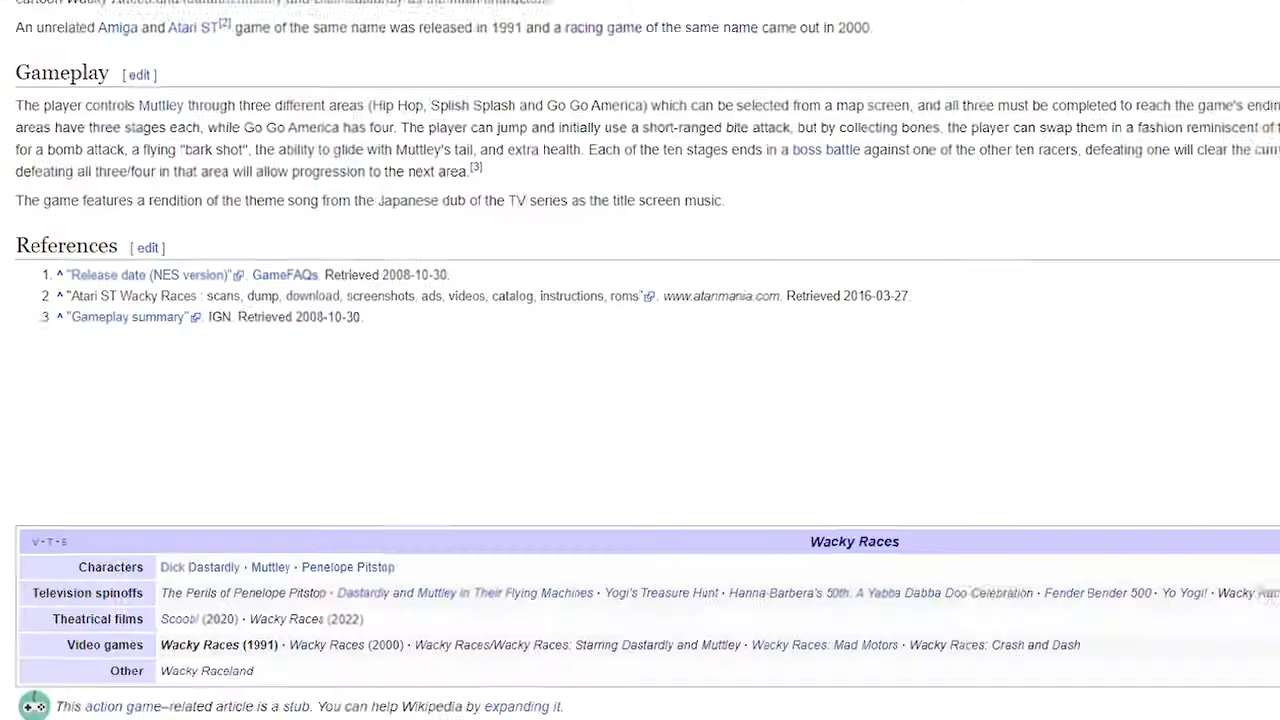 An unrelated Amiga and Atari ST[2] game of the same name was released in 1991 and a racing game of the same name came out in 2000.
Gameplay [ edit ]
The player controls Muttley through three different areas (Hip Hop, Splish Splash and Go Go America) which can be selected from a map screen, and all three must be completed to reach the game's
areas have three stages each, while Go Go America has four. The player can jump and initially use a short-ranged bite attack, but by collecting bones, the player can swap them in a fashion reminiscent of
for a bomb attack, a flying "bark shot", the ability to glide with Muttley's tail, and extra health. Each of the ten stages ends in a boss battle against one of the other ten racers, defeating one will clear the
defeating all three/four in that area will allow progression to the next area.[3]
The game features a rendition of the theme song from the Japanese dub of the TV series as the title screen music.
References [ edit ]
1. ^ "Release date (NES version)". GameFAQs. Retrieved 2008-10-30.
2 ^ "Atari ST Wacky Races : scans, dump, download, screenshots, ads, videos, catalog, instructions, roms". www.atarimania.com. Retrieved 2016-03-27.
3 ^ "Gameplay summary". IGN. Retrieved 2008-10-30.
V·T·E Wacky Races
Characters Dick Dastardly · Muttley · Penelope Pitstop
Television spinoffs The Perils of Penelope Pitstop · Dastardly and Muttley in Their Flying Machines · Yogi's Treasure Hunt · Hanna-Barbera's 50th: A Yabba Dabba Doo Celebration · Fender Bender 500 · Yo Yogi! · Wacky
Theatrical films Scoob! (2020) · Wacky Races (2022)
Video games Wacky Races (1991) · Wacky Races (2000) · Wacky Races/Wacky Races: Starring Dastardly and Muttley · Wacky Races: Mad Motors · Wacky Races: Crash and Dash
Other Wacky Raceland
This action game–related article is a stub. You can help Wikipedia by expanding it.